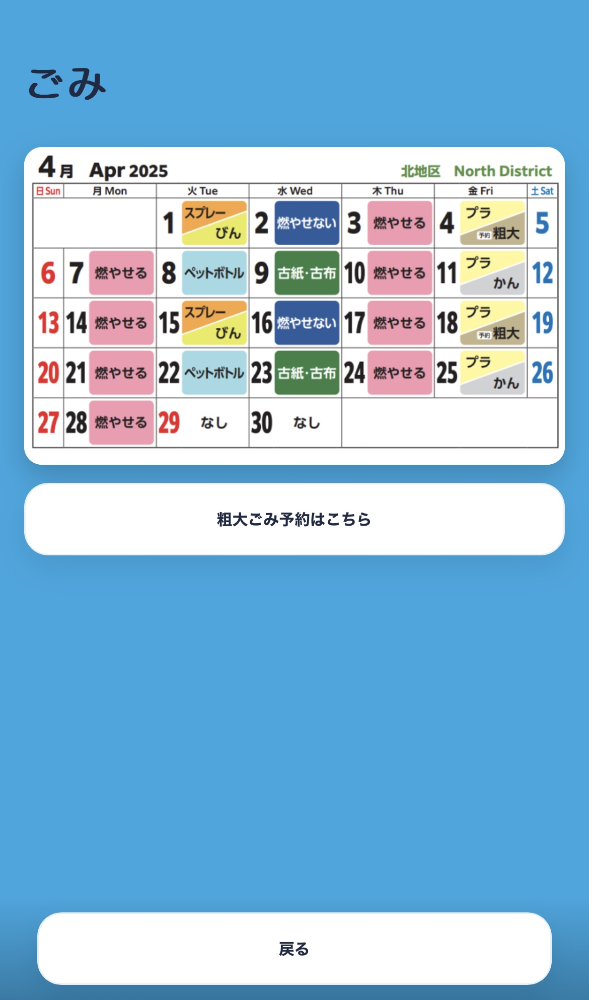 ごみ
4月 Apr 2025 北地区 North District
日 Sun 月 Mon 火 Tue 水 Wed 木 Thu 金 Fri 土 Sat
1 スプレー びん 2 燃やせない 3 燃やせる 4 プラ 予約 粗大 5
6 7 燃やせる 8 ペットボトル 9 古紙・古布 10 燃やせる 11 プラ かん 12
13 14 燃やせる 15 スプレー びん 16 燃やせない 17 燃やせる 18 プラ 予約 粗大 19
20 21 燃やせる 22 ペットボトル 23 古紙・古布 24 燃やせる 25 プラ かん 26
27 28 燃やせる 29 なし 30 なし
粗大ごみ予約はこちら
戻る